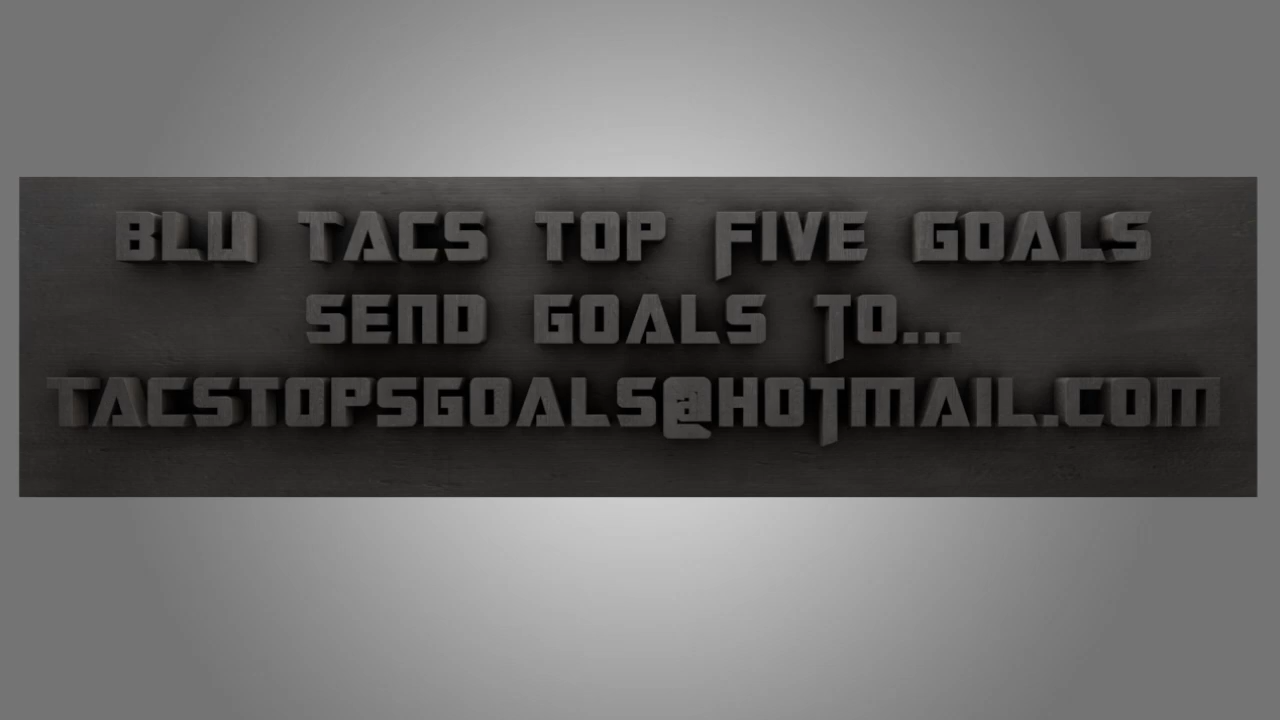 BLU TACS TOP FIVE GOALS
SEND GOALS TO...
TACSTOPSGOALS@HOTMAIL.COM